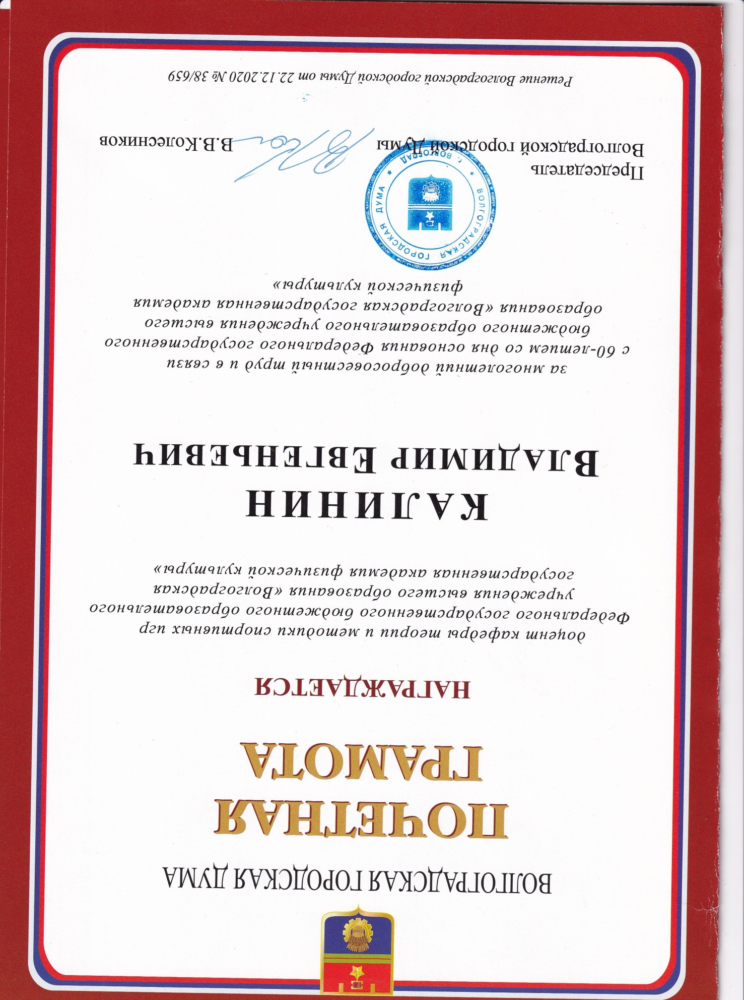 ВОЛГОГРАДСКАЯ ГОРОДСКАЯ ДУМА
ПОЧЕТНАЯ
ГРАМОТА
НАГРАЖДАЕТСЯ
доцент кафедры теории и методики спортивных игр
Федерального государственного бюджетного образовательного
учреждения высшего образования «Волгоградская
государственная академия физической культуры»
КАЛИНИН
ВЛАДИМИР ЕВГЕНЬЕВИЧ
за многолетний добросовестный труд и в связи
с 60-летием со дня основания Федерального государственного
бюджетного образовательного учреждения высшего
образования «Волгоградская государственная академия
физической культуры»
ВОЛГОГРАДСКАЯ ГОРОДСКАЯ ДУМА
Г. ВОЛГОГРАД
Председатель
Волгоградской городской Думы В.В.Колесников
Решение Волгоградской городской Думы от 22.12.2020 № 38/659